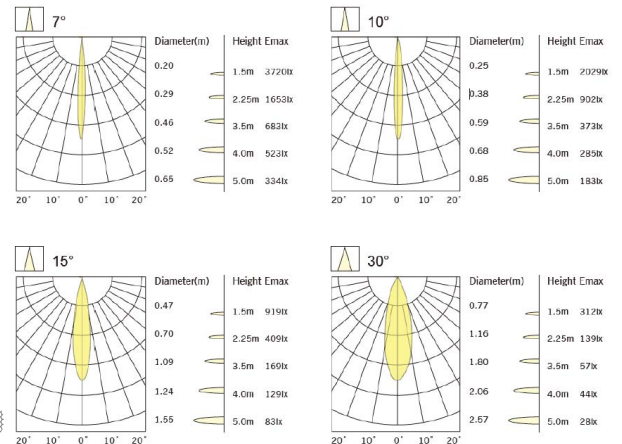 7°
Diameter(m) Height Emax
0.20 1.5m 3720lx
0.29 2.25m 1653lx
0.46 3.5m 683lx
0.52 4.0m 523lx
0.65 5.0m 334lx
20° 10° 0° 10° 20°
10°
Diameter(m) Height Emax
0.25 1.5m 2029lx
0.38 2.25m 902lx
0.59 3.5m 373lx
0.68 4.0m 285lx
0.85 5.0m 183lx
20° 10° 0° 10° 20°
15°
Diameter(m) Height Emax
0.47 1.5m 919lx
0.70 2.25m 409lx
1.09 3.5m 169lx
1.24 4.0m 129lx
1.55 5.0m 83lx
20° 10° 0° 10° 20°
30°
Diameter(m) Height Emax
0.77 1.5m 312lx
1.16 2.25m 139lx
1.80 3.5m 57lx
2.06 4.0m 44lx
2.57 5.0m 28lx
20° 10° 0° 10° 20°